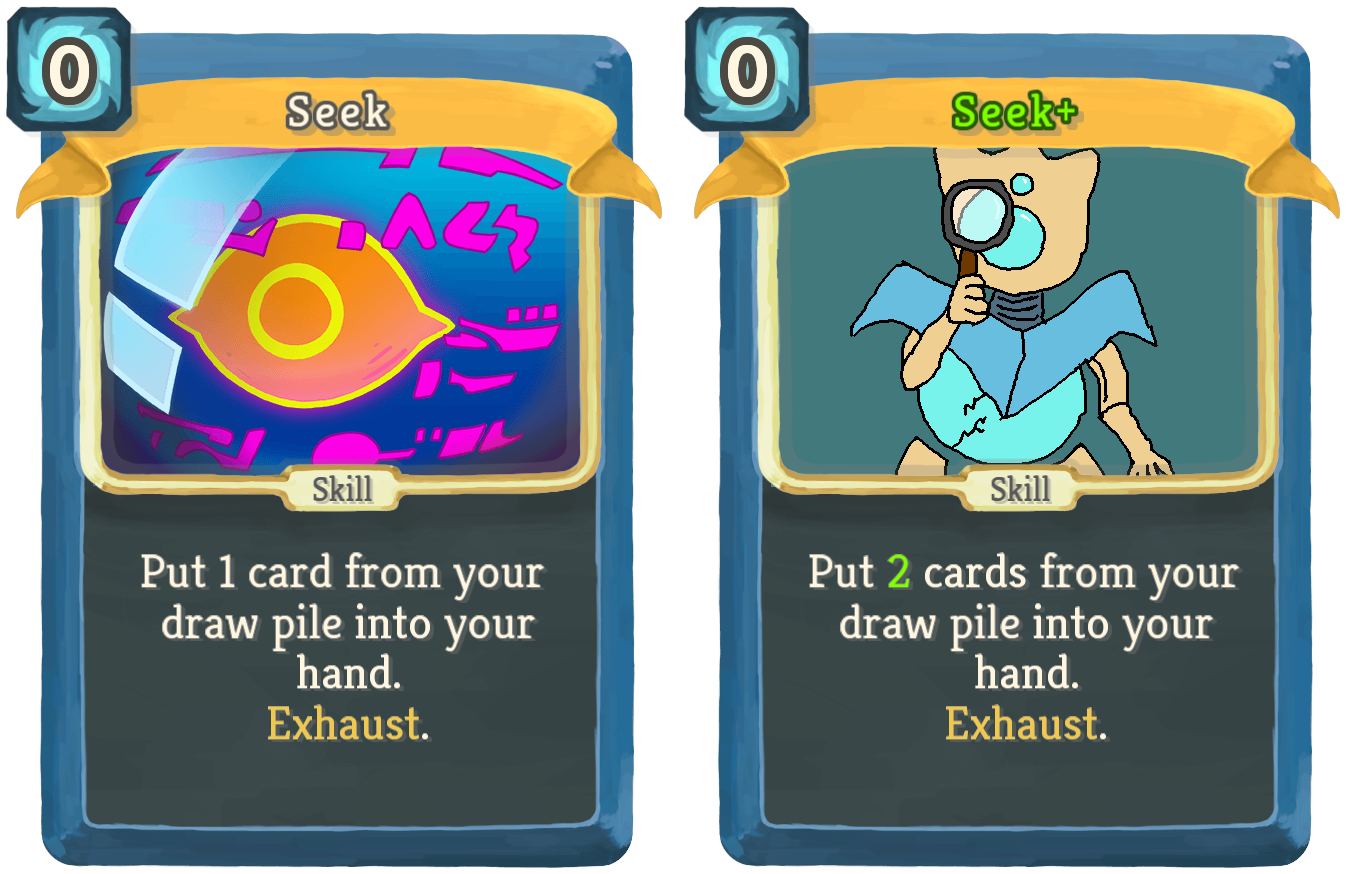 0
Seek
Skill
Put 1 card from your
draw pile into your
hand.
Exhaust.
0
Seek+
Skill
Put 2 cards from your
draw pile into your
hand.
Exhaust.